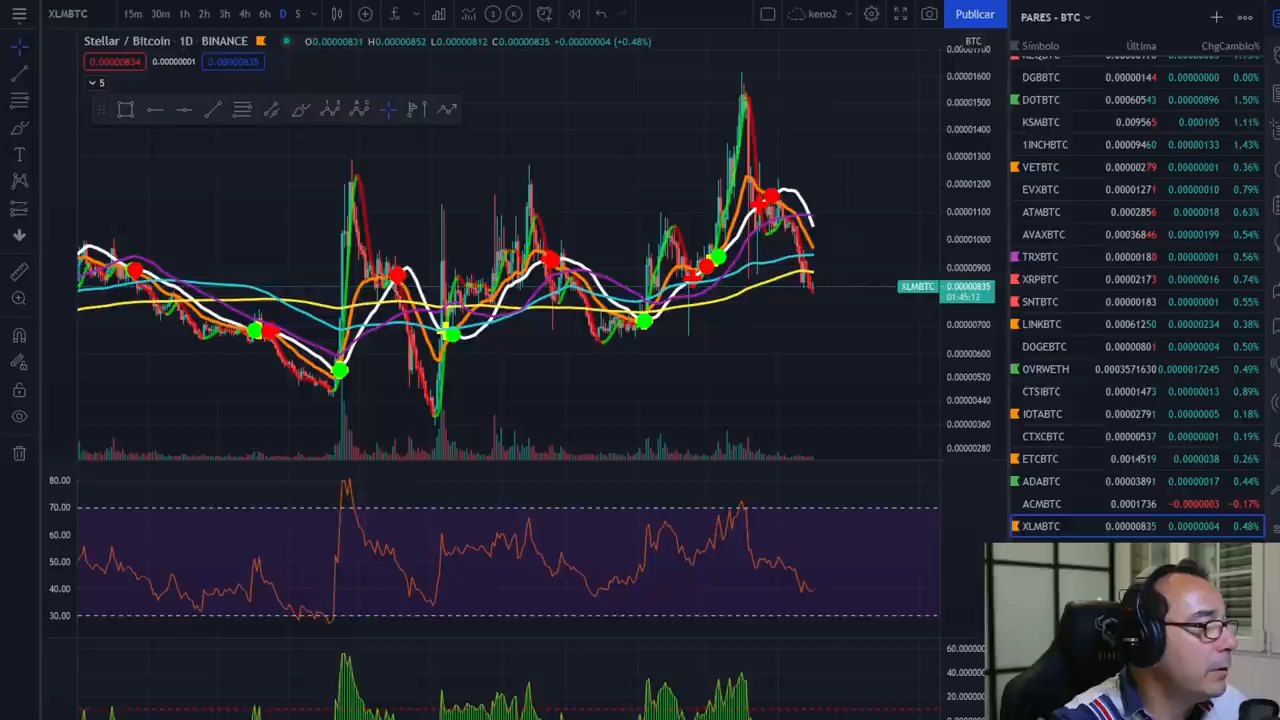 XLMBTC 15m 30m 1h 2h 3h 4h 6h D S keno2 Publicar
Stellar / Bitcoin 1D BINANCE O0.00000831 H0.00000852 L0.00000812 C0.00000835 +0.00000004 (+0.48%)
0.00000834 0.00000001 0.00000835
5
BTC
0.00001600
0.00001500
0.00001400
0.00001300
0.00001200
0.00001100
0.00001000
0.00000900
XLMBTC 0.00000835
01:45:12
0.00000700
0.00000600
0.00000520
0.00000440
0.00000360
0.00000280
80.00
70.00
60.00
50.00
40.00
30.00
PARES - BTC
Símbolo Última Chg Cambio%
DGBBTC 0.00000144 0.00000000 0.00%
DOTBTC 0.00060543 0.00000896 1.50%
KSMBTC 0.009565 0.000105 1.11%
1INCHBTC 0.00009460 0.00000133 1.43%
VETBTC 0.00000279 0.00000001 0.36%
EVXBTC 0.00001271 0.00000010 0.79%
ATMBTC 0.0002856 0.0000018 0.63%
AVAXBTC 0.00036846 0.00000199 0.54%
TRXBTC 0.00000180 0.00000001 0.56%
XRPBTC 0.00002173 0.00000016 0.74%
SNTBTC 0.00000183 0.00000001 0.55%
LINKBTC 0.00061250 0.00000234 0.38%
DOGEBTC 0.00000801 0.00000004 0.50%
OVRWETH 0.0003571630 0.0000017245 0.49%
CTSIBTC 0.00001473 0.00000013 0.89%
IOTABTC 0.00002791 0.00000005 0.18%
CTXCBTC 0.00000537 0.00000001 0.19%
ETCBTC 0.0014519 0.0000038 0.26%
ADABTC 0.00003891 0.00000017 0.44%
ACMBTC 0.0001736 −0.0000003 −0.17%
XLMBTC 0.00000835 0.00000004 0.48%